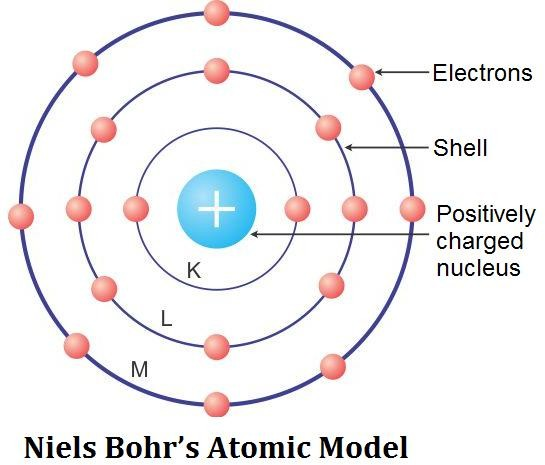 Electrons
Shell
Positively
charged
nucleus
+
K
L
M
Niels Bohr's Atomic Model